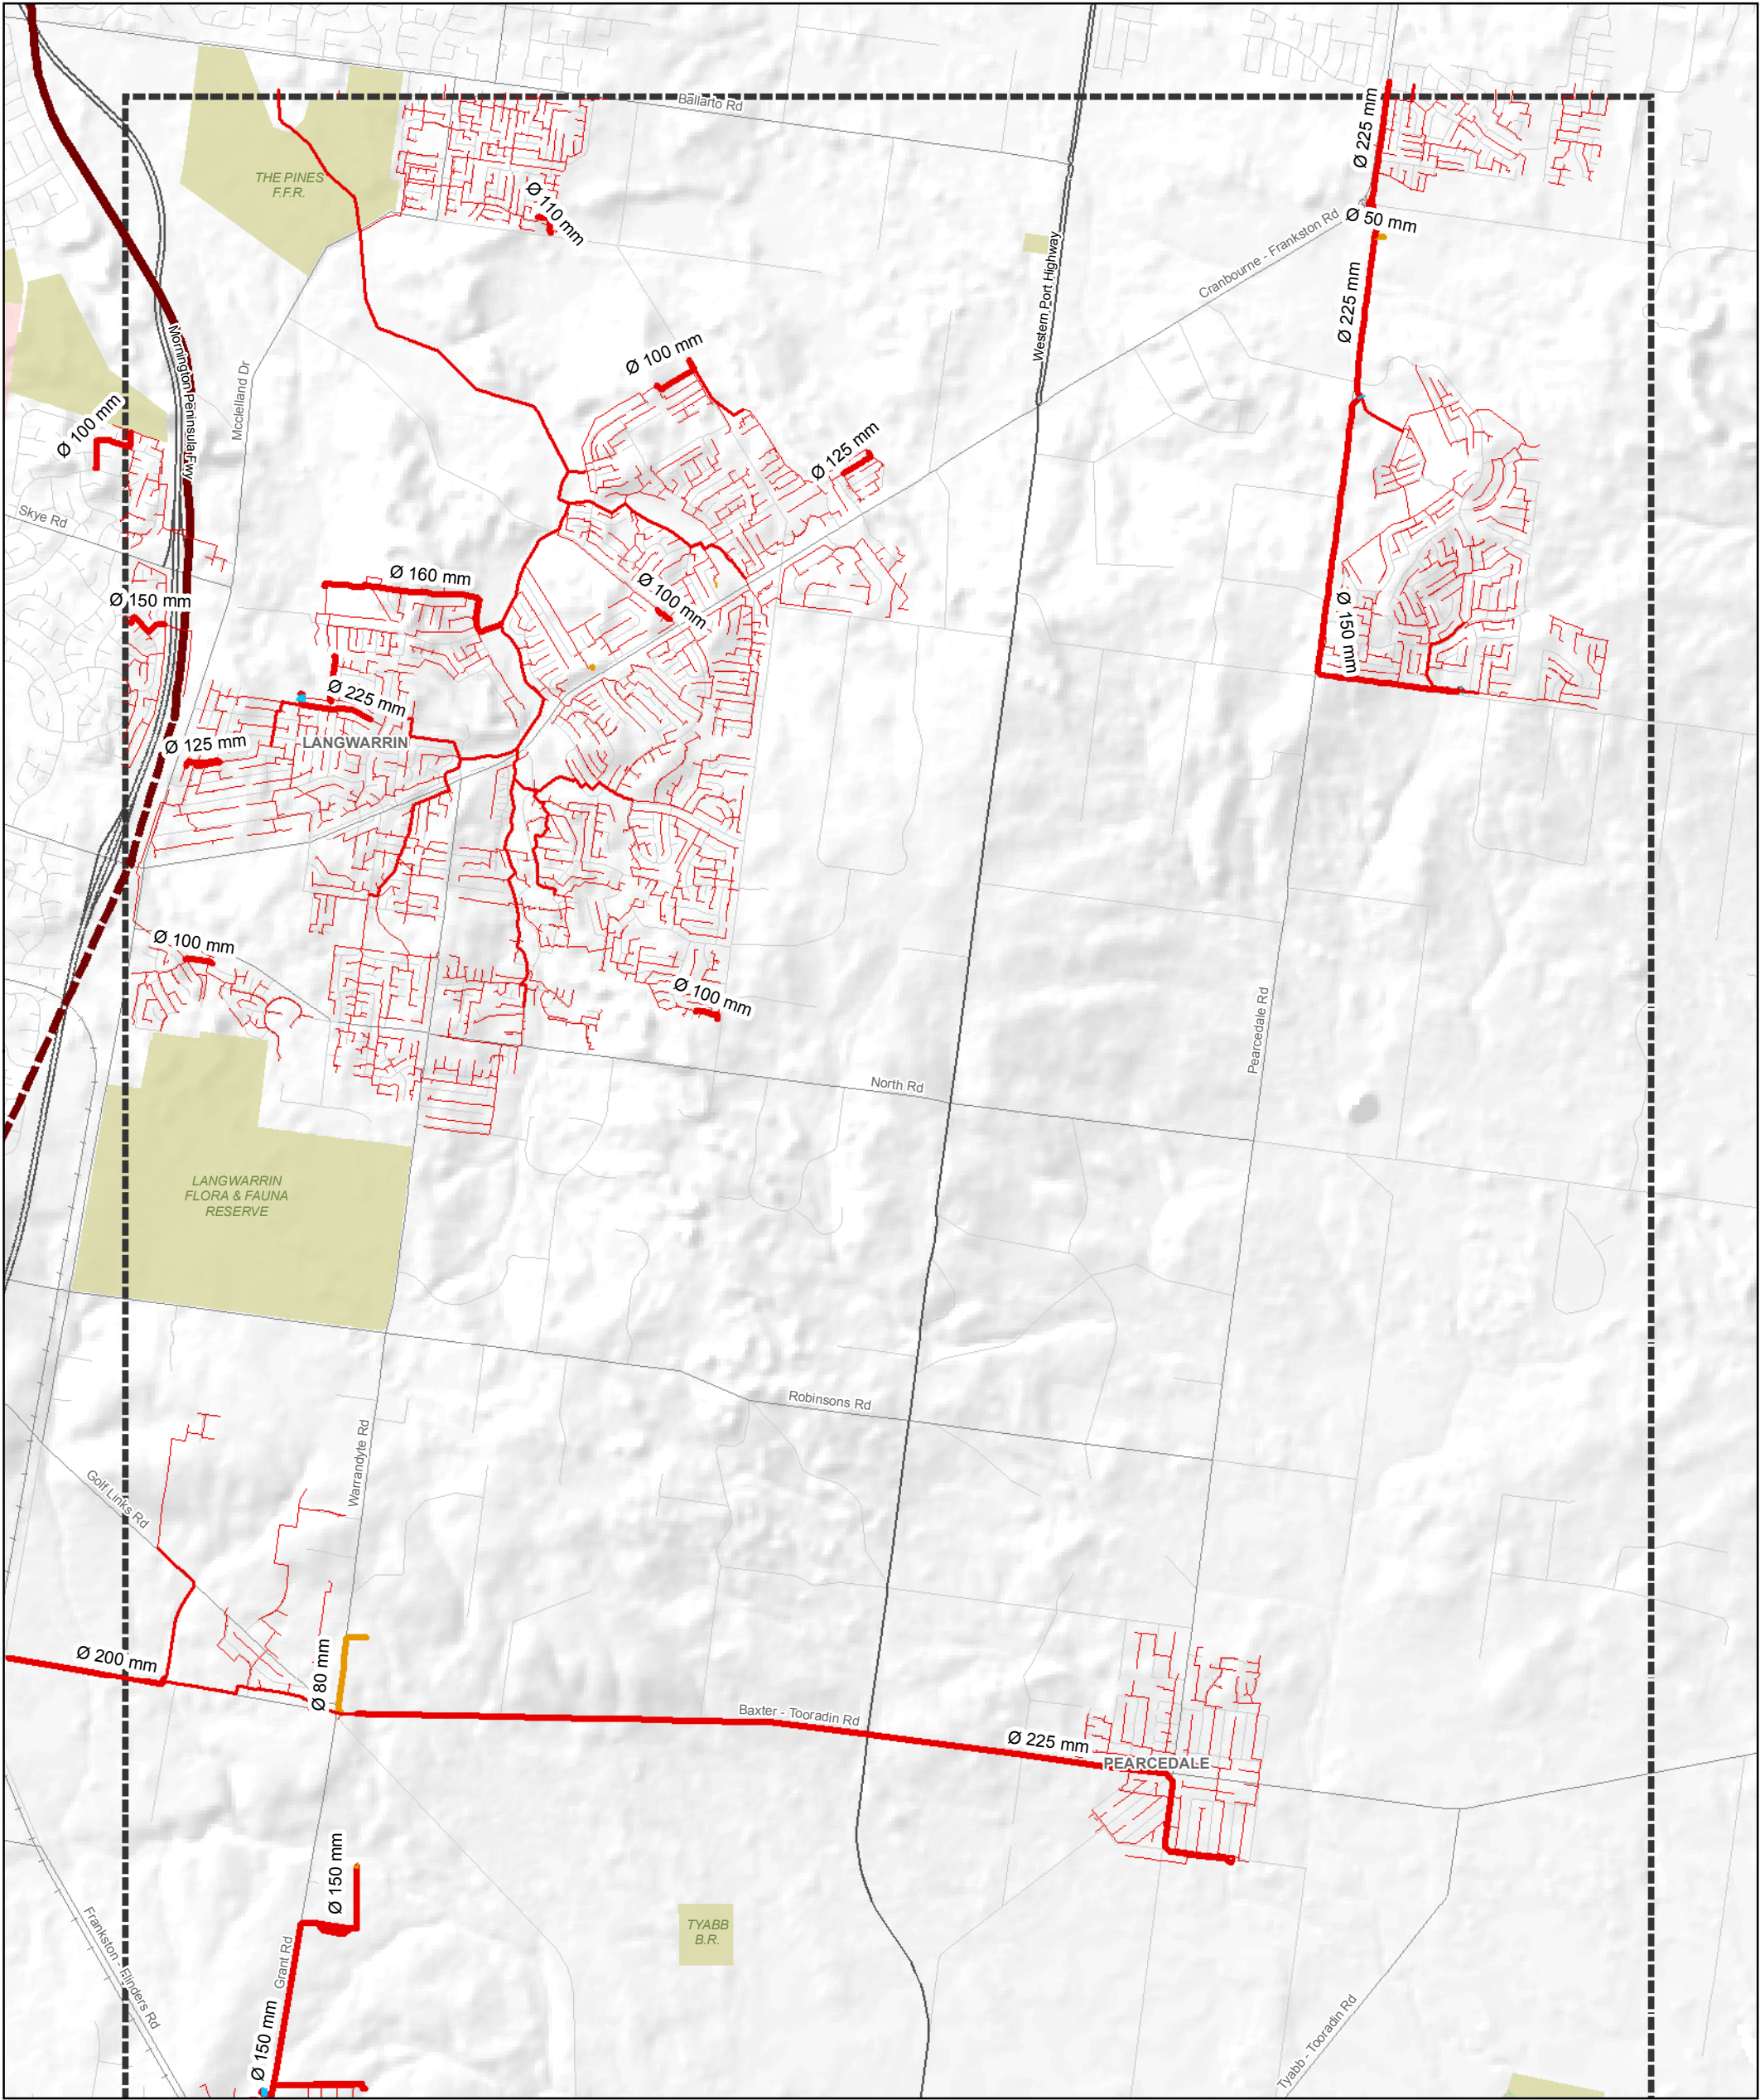 Ballarto Rd
Ø 225 mm
THE PINES
F.F.R.
Ø 110 mm
Cranbourne - Frankston Rd
Ø 50 mm
Western Port Highway
Ø 225 mm
Mornington Peninsula Fwy
Mcclelland Dr
Ø 100 mm
Ø 100 mm
Ø 125 mm
Skye Rd
Ø 160 mm
Ø 100 mm
Ø 150 mm
Ø 150 mm
Ø 225 mm
LANGWARRIN
Ø 125 mm
Ø 100 mm
Ø 100 mm
Pearcedale Rd
North Rd
LANGWARRIN
FLORA & FAUNA
RESERVE
Robinsons Rd
Warrandyte Rd
Golf Links Rd
Ø 200 mm
Ø 80 mm
Baxter - Tooradin Rd
Ø 225 mm
PEARCEDALE
Ø 150 mm
TYABB
B.R.
Frankston - Flinders Rd
Grant Rd
Ø 150 mm
Tyabb - Tooradin Rd